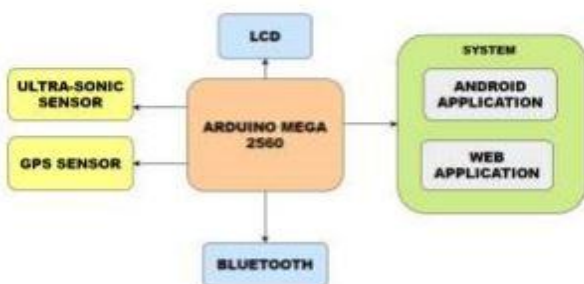 LCD
SYSTEM
ULTRA-SONIC
SENSOR
ANDROID
APPLICATION
ARDUINO MEGA
2560
GPS SENSOR
WEB
APPLICATION
BLUETOOTH